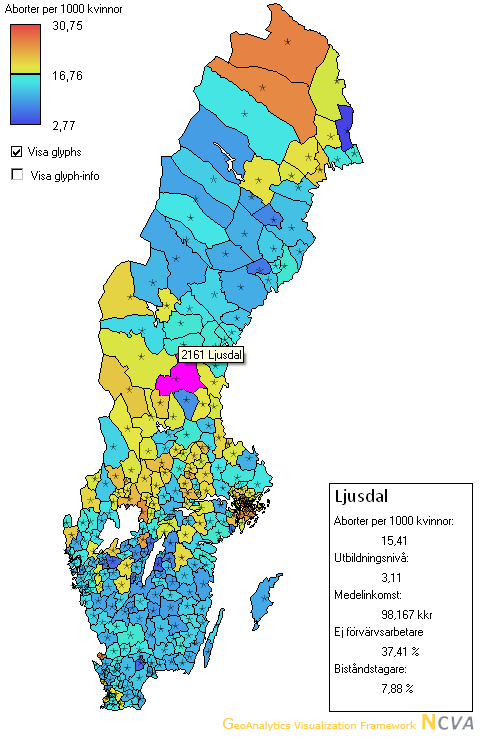 Aborter per 1000 kvinnor
30,75
16,76
2,77
Visa glyphs
Visa glyph-info
2161 Ljusdal
Ljusdal
Aborter per 1000 kvinnor:
15,41
Utbildningsnivå:
3,11
Medelinkomst:
98,167 kkr
Ej förvärvsarbetare
37,41 %
Biståndstagare:
7,88 %
GeoAnalytics Visualization Framework NCVA